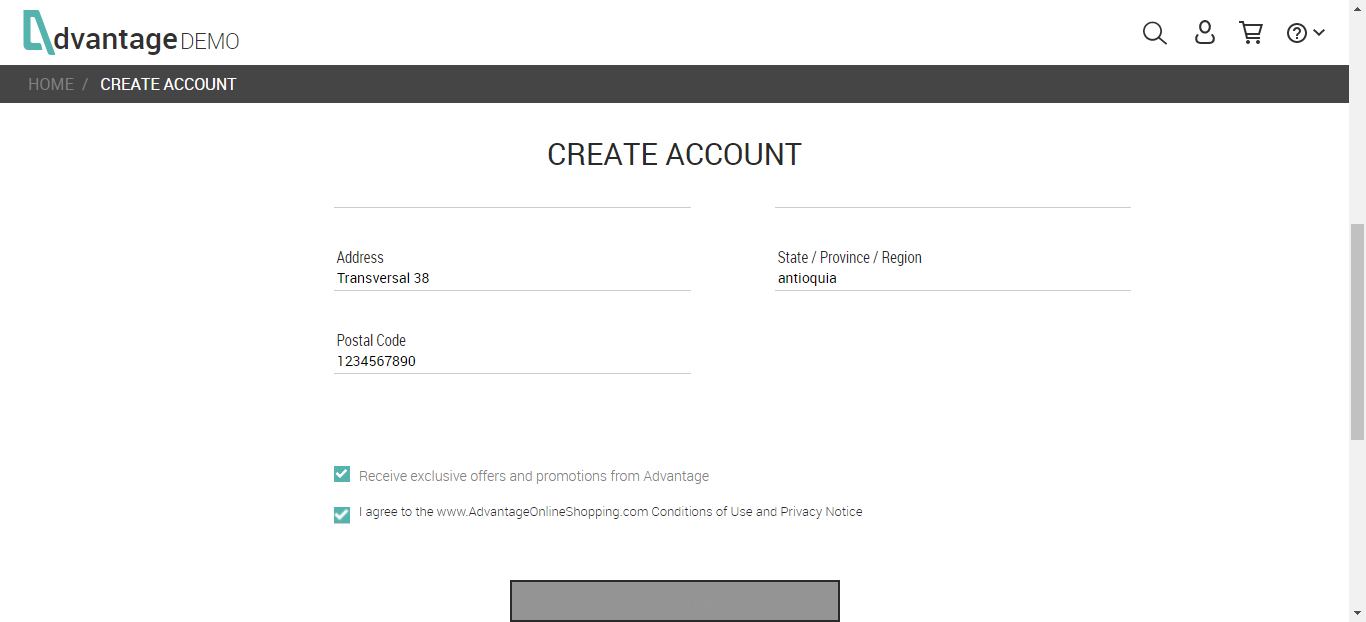 dvantage DEMO
HOME / CREATE ACCOUNT
CREATE ACCOUNT
Address
Transversal 38
State / Province / Region
antioquia
Postal Code
1234567890
Receive exclusive offers and promotions from Advantage
I agree to the www.AdvantageOnlineShopping.com Conditions of Use and Privacy Notice